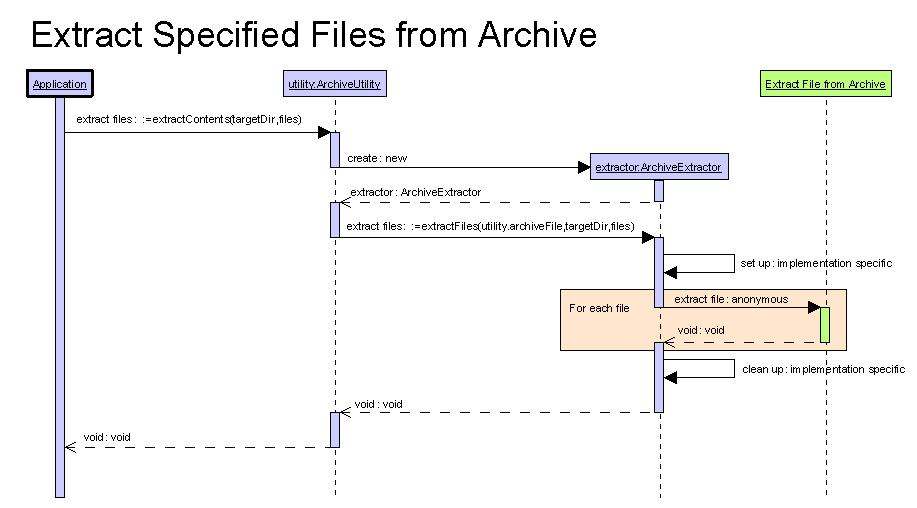 Extract Specified Files from Archive
Application
utility:ArchiveUtility
Extract File from Archive
extract files: :=extractContents(targetDir,files)
create: new
extractor:ArchiveExtractor
extractor: ArchiveExtractor
extract files: :=extractFiles(utility.archiveFile,targetDir,files)
set up: implementation specific
For each file
extract file: anonymous
void: void
clean up: implementation specific
void: void
void: void